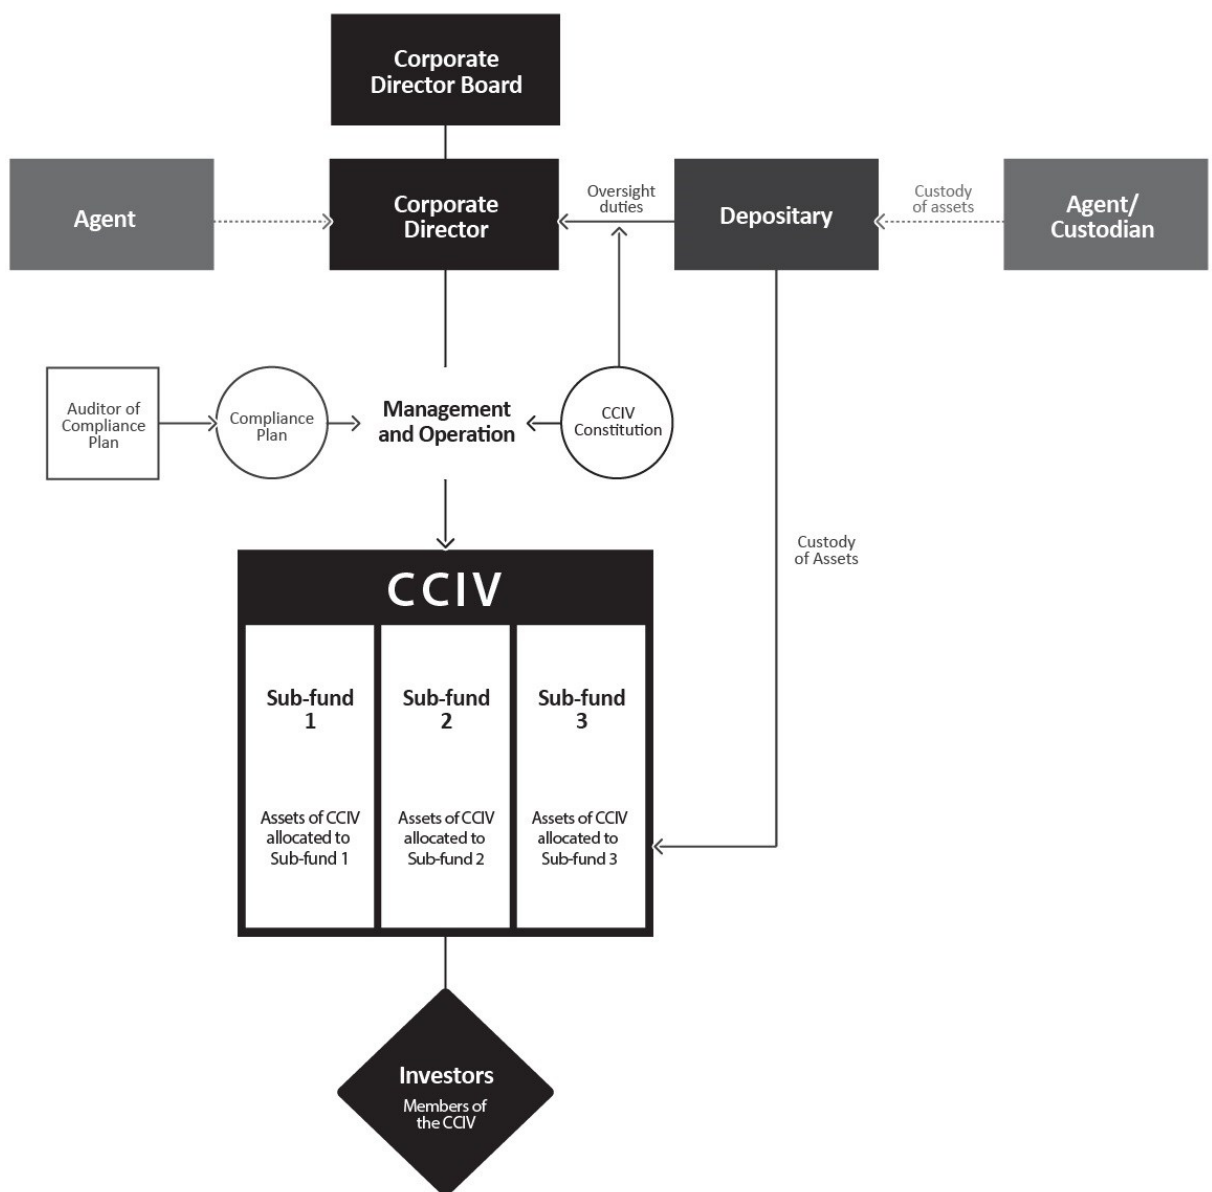 Corporate
Director Board
Agent
Corporate
Director
Oversight
duties
Depositary
Custody
of assets
Agent/
Custodian
Auditor of
Compliance
Plan
Compliance
Plan
Management
and Operation
CCIV
Constitution
Custody
of Assets
CCIV
Sub-fund
1
Sub-fund
2
Sub-fund
3
Assets of CCIV
allocated to
Sub-fund 1
Assets of CCIV
allocated to
Sub-fund 2
Assets of CCIV
allocated to
Sub-fund 3
Investors
Members of
the CCIV